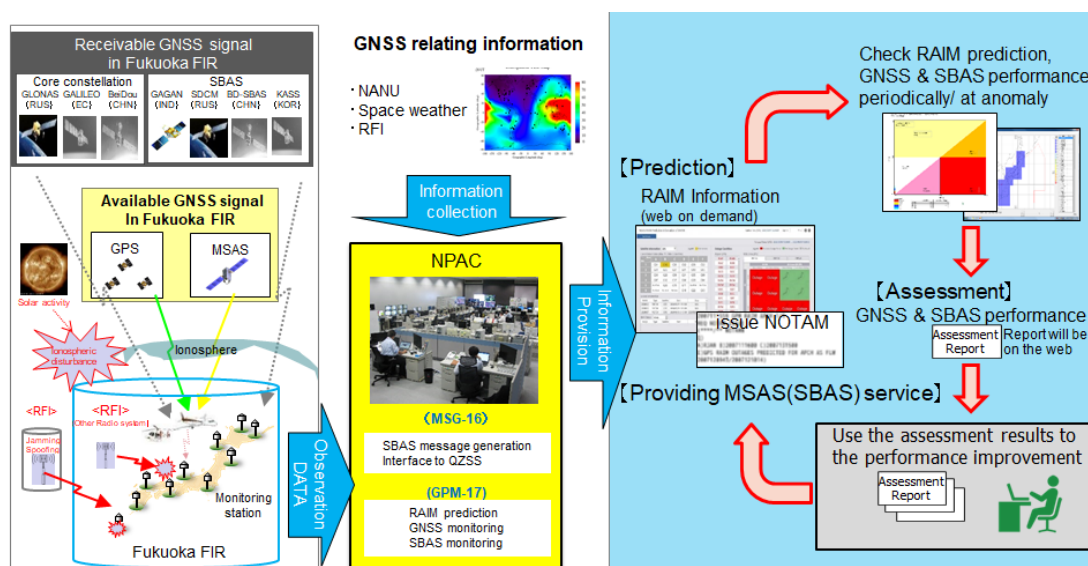 Receivable GNSS signal
in Fukuoka FIR
Core constellation
GLONAS
(RUS)
GALILEO
(EC)
BeiDou
(CHN)
SBAS
GAGAN
(IND)
SDCM
(RUS)
BD-SBAS
(CHN)
KASS
(KOR)
Available GNSS signal
In Fukuoka FIR
GPS
MSAS
Solar activity
Ionospheric
disturbance
Ionosphere
<RFI>
Jamming
Spoofing
<RFI>
Other Radio system
Monitoring
station
Fukuoka FIR
Observation
DATA
GNSS relating information
・NANU
・Space weather
・RFI
Information
collection
NPAC
〈MSG-16〉
SBAS message generation
Interface to QZSS
(GPM-17)
RAIM prediction
GNSS monitoring
SBAS monitoring
Information
Provision
【Prediction】
RAIM Information
(web on demand)
issue NOTAM
【Providing MSAS(SBAS) service】
Check RAIM prediction,
GNSS & SBAS performance
periodically/ at anomaly
【Assessment】
GNSS & SBAS performance
Assessment
Report
Report will be
on the web
Use the assessment results to
the performance improvement
Assessment
Report